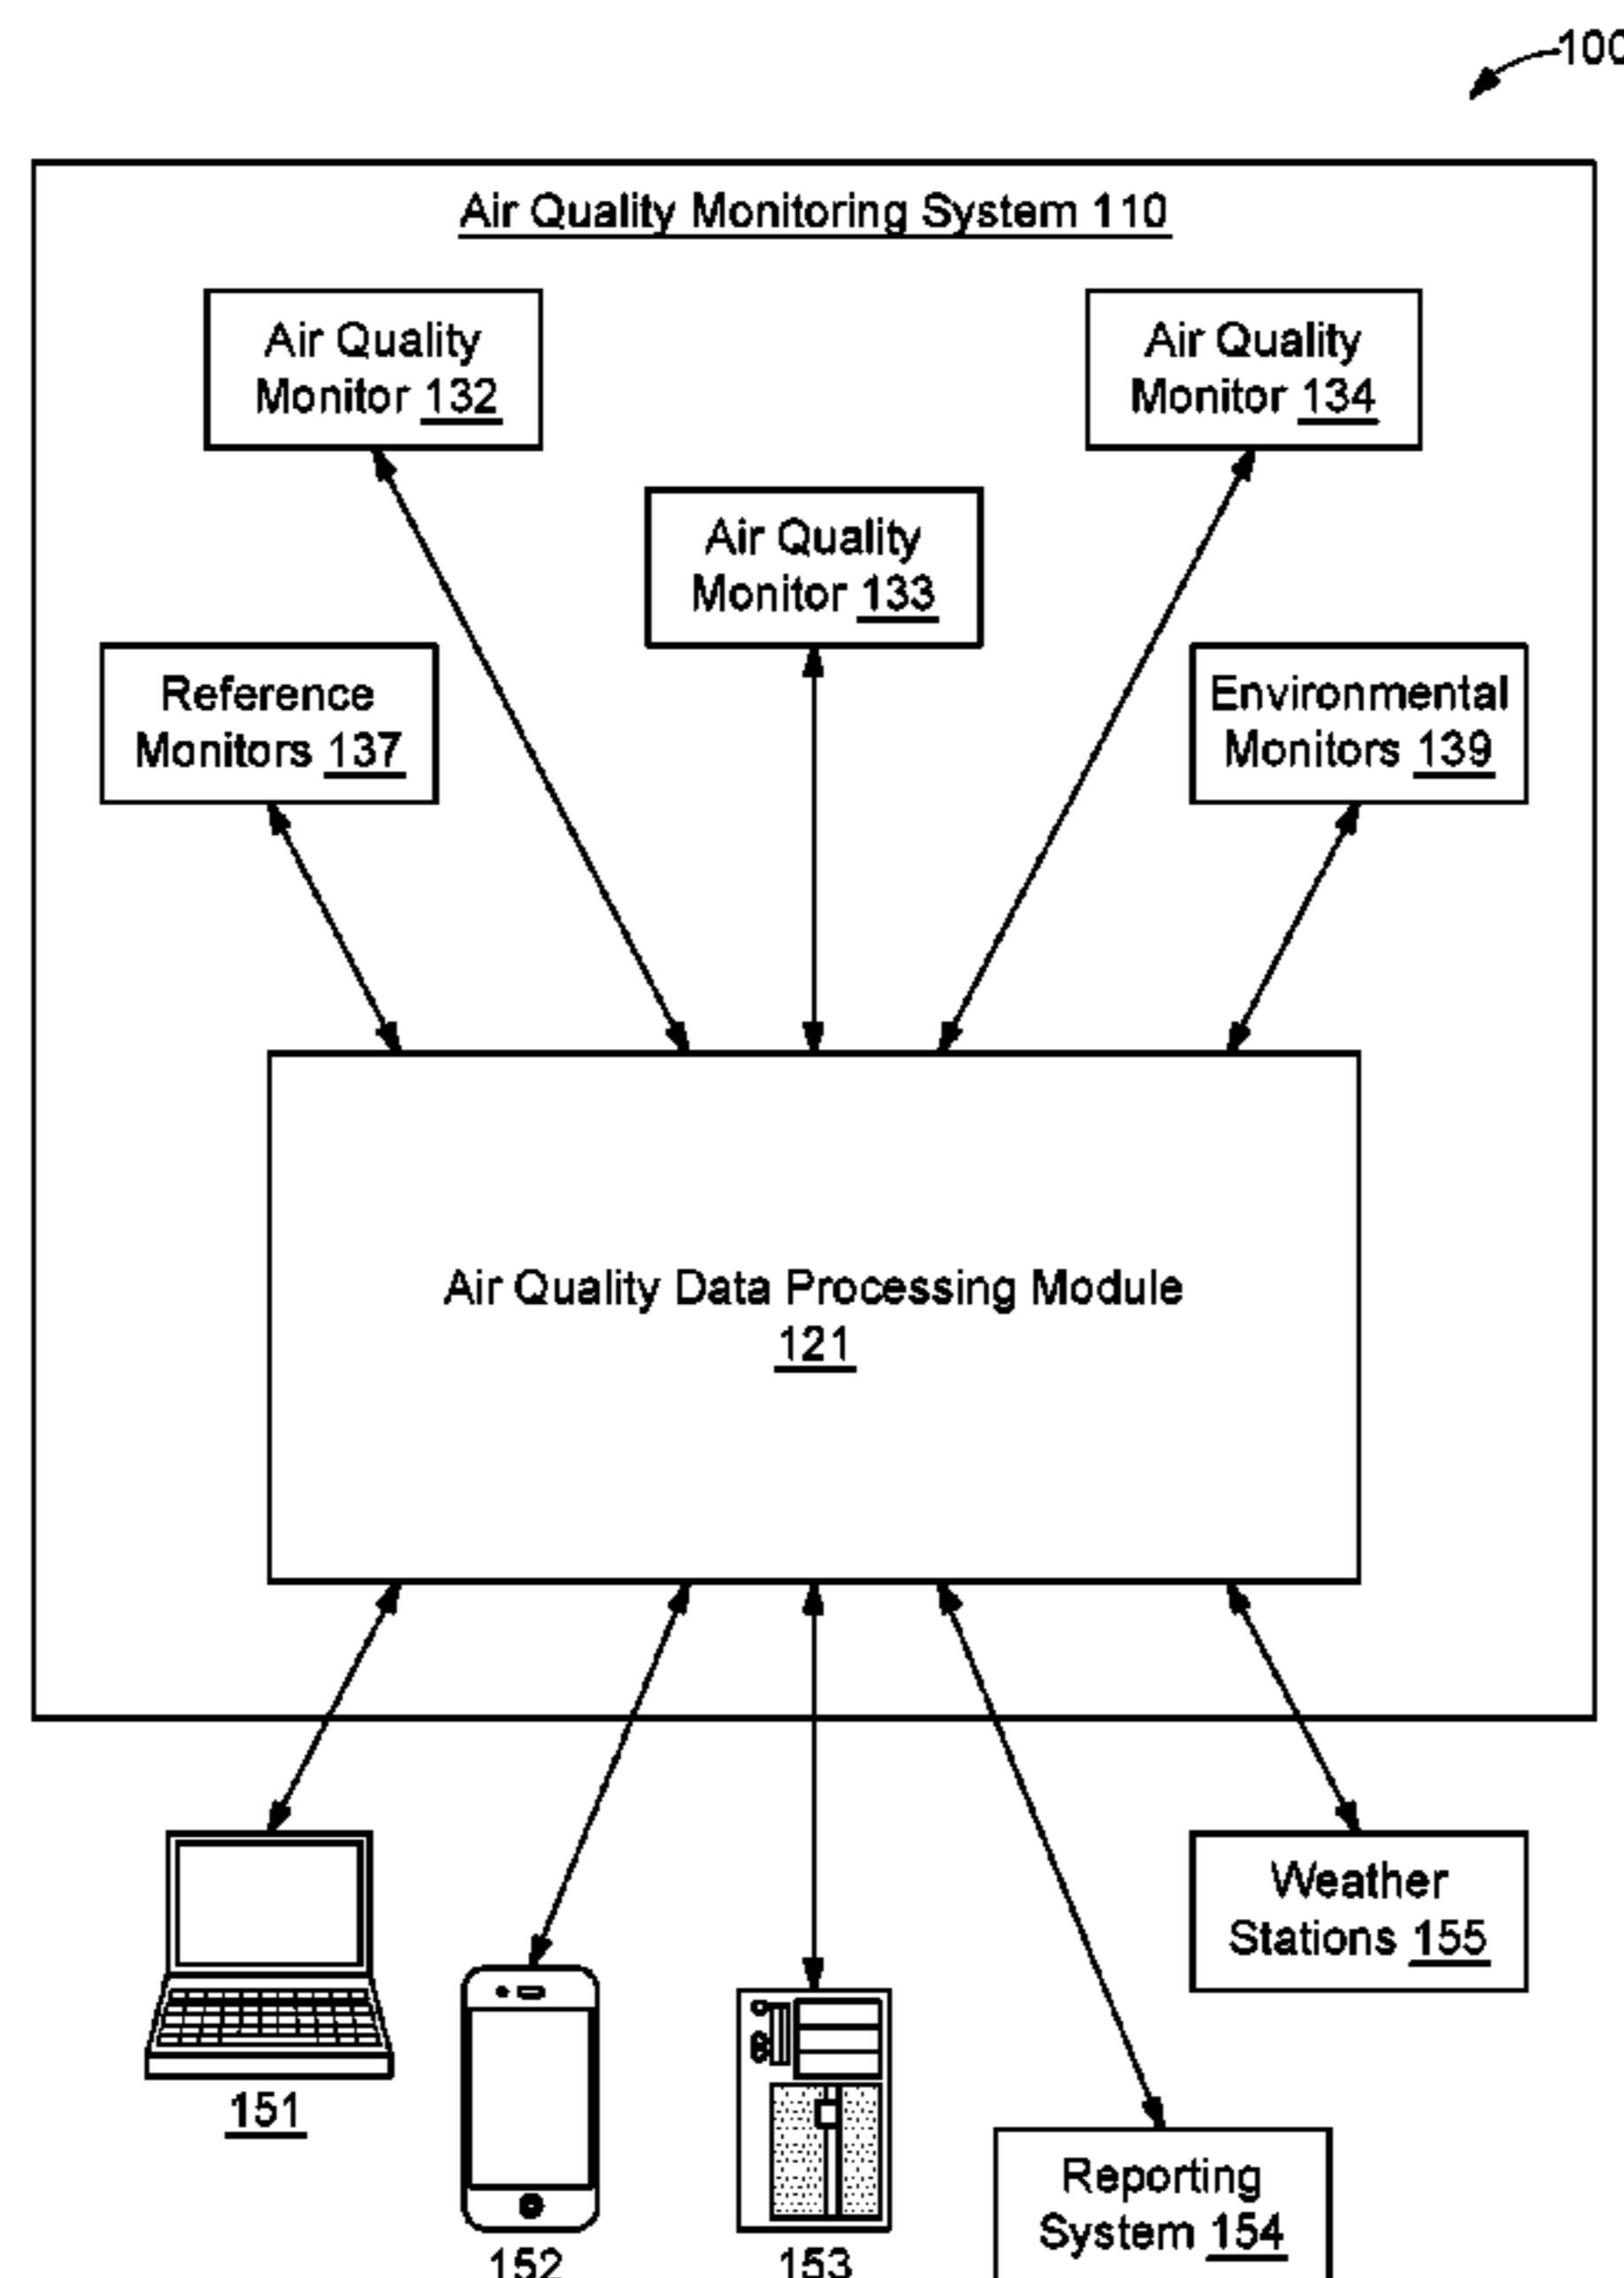 100
Air Quality Monitoring System 110
Air Quality
Monitor 132
Air Quality
Monitor 134
Air Quality
Monitor 133
Reference
Monitors 137
Environmental
Monitors 139
Air Quality Data Processing Module
121
Weather
Stations 155
151
Reporting
System 154
152
153